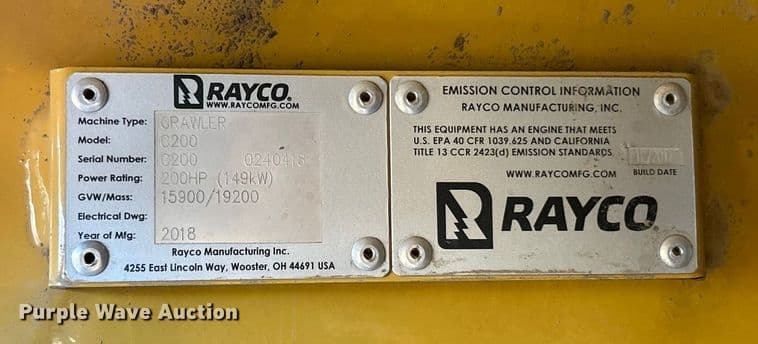 RAYCO.
WWW.RAYCOMFG.COM
Machine Type: CRAWLER
Model: C200
Serial Number: C200 0240418
Power Rating: 200HP (149kW)
GVW/Mass: 15900/19200
Electrical Dwg:
Year of Mfg: 2018
Rayco Manufacturing Inc.
4255 East Lincoln Way, Wooster, OH 44691 USA
EMISSION CONTROL INFORMATION
RAYCO MANUFACTURING, INC.
THIS EQUIPMENT HAS AN ENGINE THAT MEETS
U.S. EPA 40 CFR 1039.625 AND CALIFORNIA
TITLE 13 CCR 2423(d) EMISSION STANDARDS
WWW.RAYCOMFG.COM
BUILD DATE
RAYCO
Purple Wave Auction